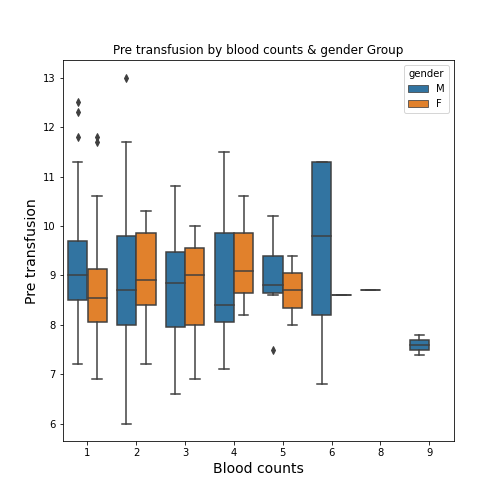 Pre transfusion by blood counts & gender Group
gender
M
F
13
12
11
10
9
8
7
6
Pre transfusion
1 2 3 4 5 6 8 9
Blood counts